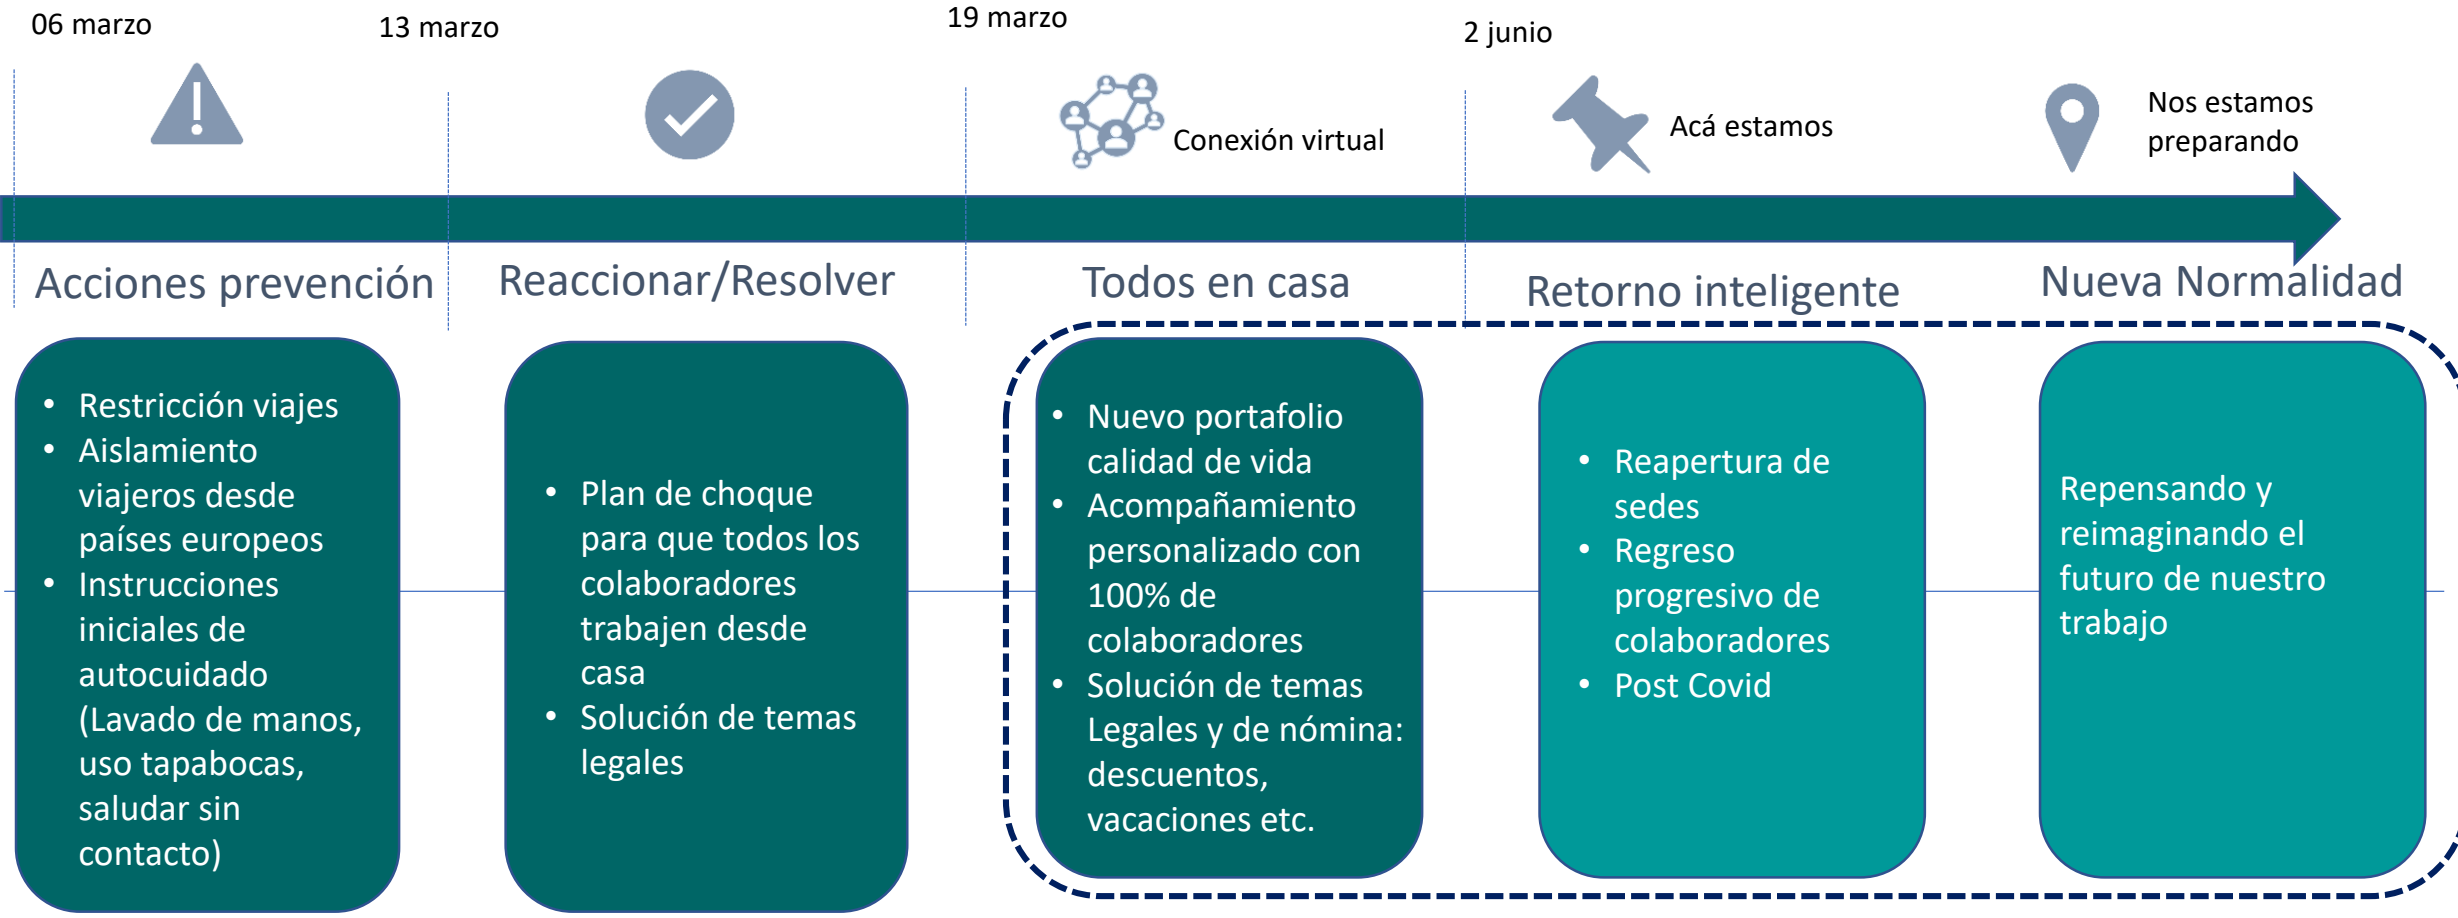 06 marzo
13 marzo
19 marzo
2 junio
Conexión virtual
Acá estamos
Nos estamos
preparando
Acciones prevención
Reaccionar/Resolver
Todos en casa
Retorno inteligente
Nueva Normalidad
• Restricción viajes
• Aislamiento
viajeros desde
países europeos
• Instrucciones
iniciales de
autocuidado
(Lavado de manos,
uso tapabocas,
saludar sin
contacto)
• Plan de choque
para que todos los
colaboradores
trabajen desde
casa
• Solución de temas
legales
• Nuevo portafolio
calidad de vida
• Acompañamiento
personalizado con
100% de
colaboradores
• Solución de temas
Legales y de nómina:
descuentos,
vacaciones etc.
• Reapertura de
sedes
• Regreso
progresivo de
colaboradores
• Post Covid
Repensando y
reimaginando el
futuro de nuestro
trabajo